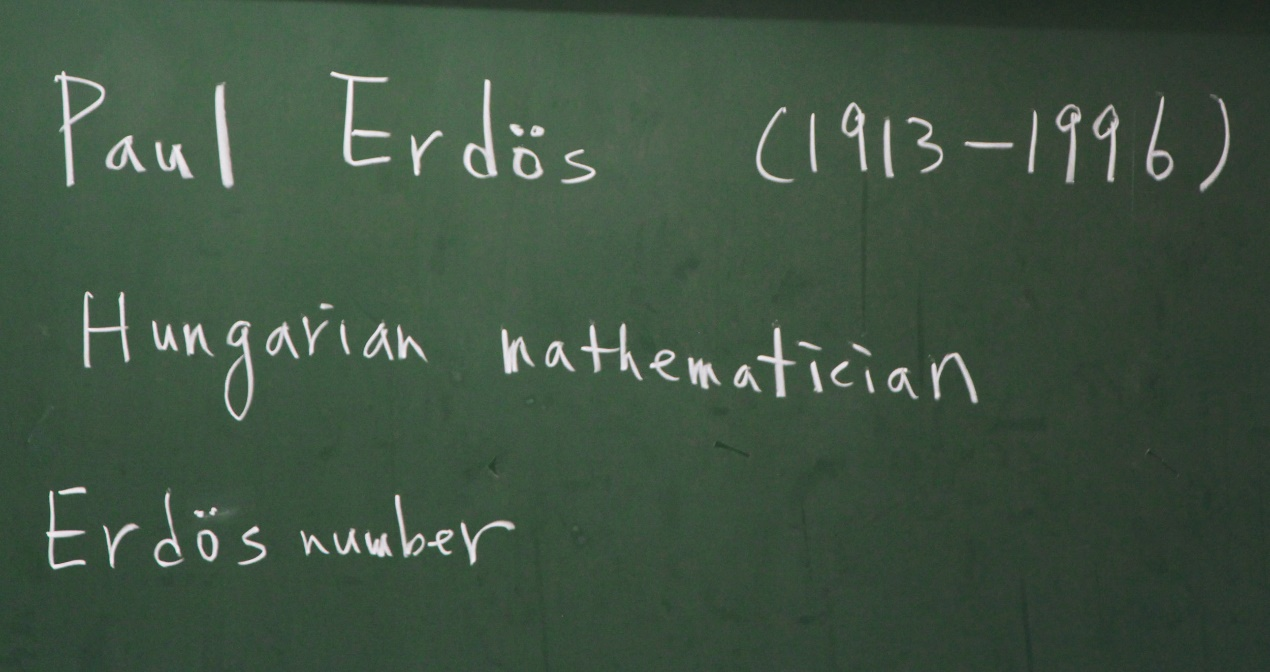 Paul Erdös (1913-1996)
Hungarian mathematician
Erdös number